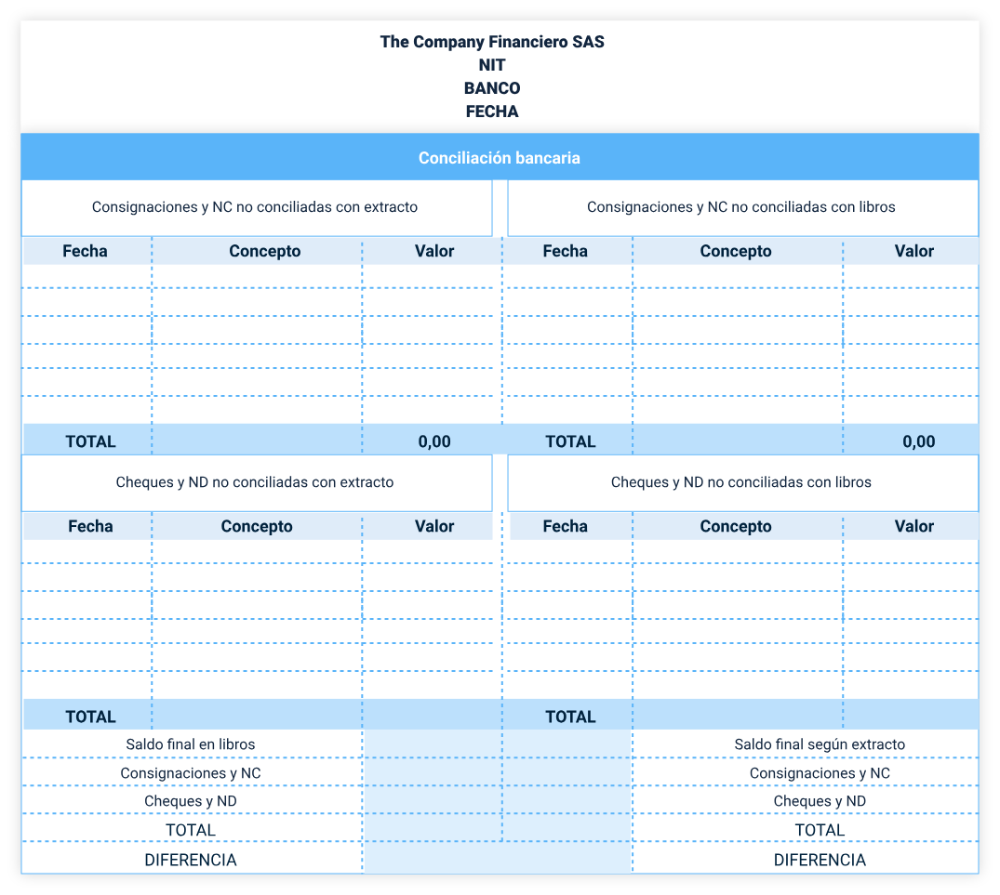 The Company Financiero SAS
NIT
BANCO
FECHA
Conciliación bancaria
Consignaciones y NC no conciliadas con extracto Consignaciones y NC no conciliadas con libros
Fecha Concepto Valor Fecha Concepto Valor
TOTAL 0,00 TOTAL 0,00
Cheques y ND no conciliadas con extracto Cheques y ND no conciliadas con libros
Fecha Concepto Valor Fecha Concepto Valor
TOTAL TOTAL
Saldo final en libros Saldo final según extracto
Consignaciones y NC Consignaciones y NC
Cheques y ND Cheques y ND
TOTAL TOTAL
DIFERENCIA DIFERENCIA